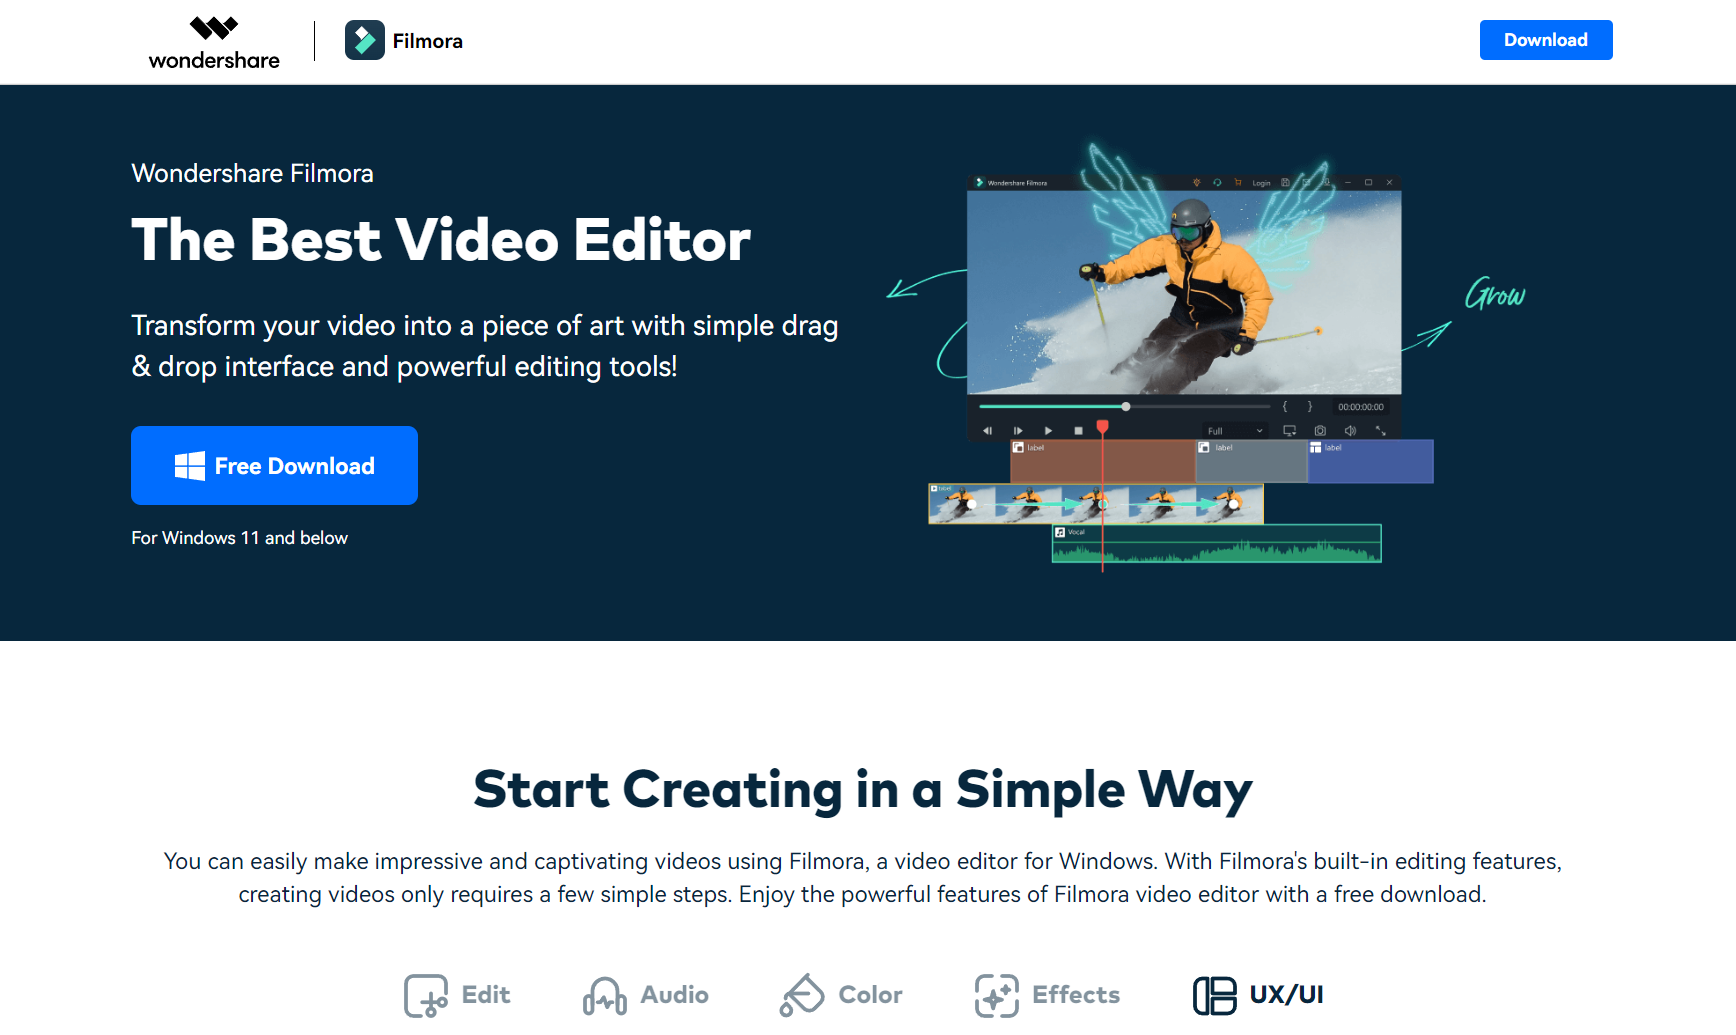 wondershare
Filmora
Download
Wondershare Filmora
The Best Video Editor
Transform your video into a piece of art with simple drag
& drop interface and powerful editing tools!
Free Download
For Windows 11 and below
Wondershare Filmora
Login
Grow
{ }
00:00:00:00
Full
label
label
label
label
Vocal
Start Creating in a Simple Way
You can easily make impressive and captivating videos using Filmora, a video editor for Windows. With Filmora's built-in editing features,
creating videos only requires a few simple steps. Enjoy the powerful features of Filmora video editor with a free download.
Edit
Audio
Color
Effects
UX/UI